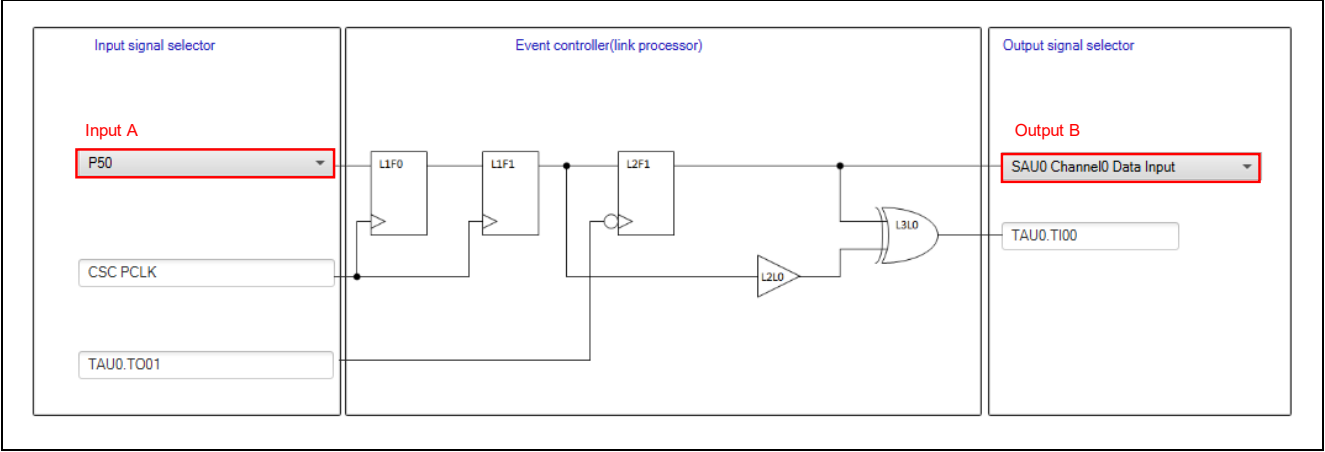 Input signal selector
Event controller(link processor)
Output signal selector
Input A
Output B
P50
L1F0
L1F1
L2F1
SAU0 Channel0 Data Input
L3L0
TAU0.TI00
CSC PCLK
L2L0
TAU0.TO01